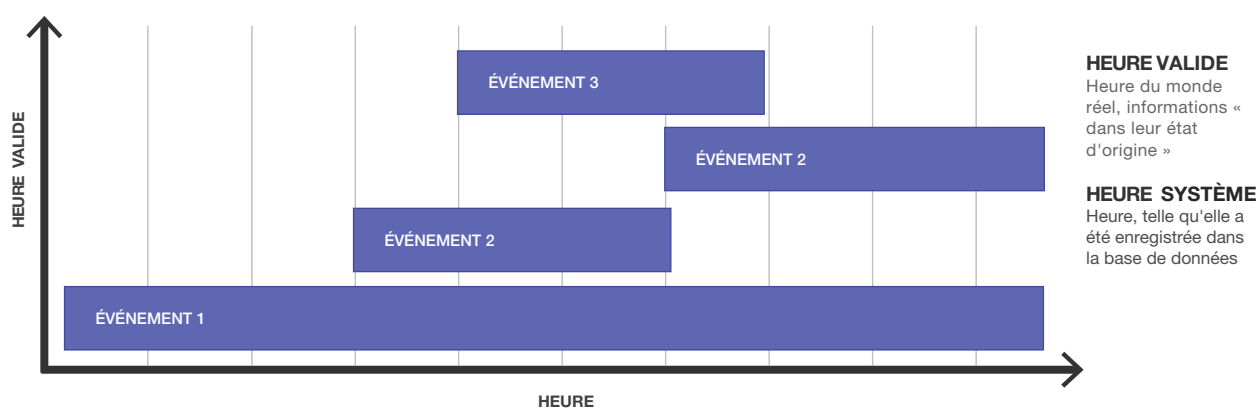 HEURE VALIDE
ÉVÉNEMENT 3
ÉVÉNEMENT 2
ÉVÉNEMENT 2
ÉVÉNEMENT 1
HEURE
HEURE VALIDE
Heure du monde
réel, informations «
dans leur état
d'origine »
HEURE SYSTÈME
Heure, telle qu'elle a
été enregistrée dans
la base de données